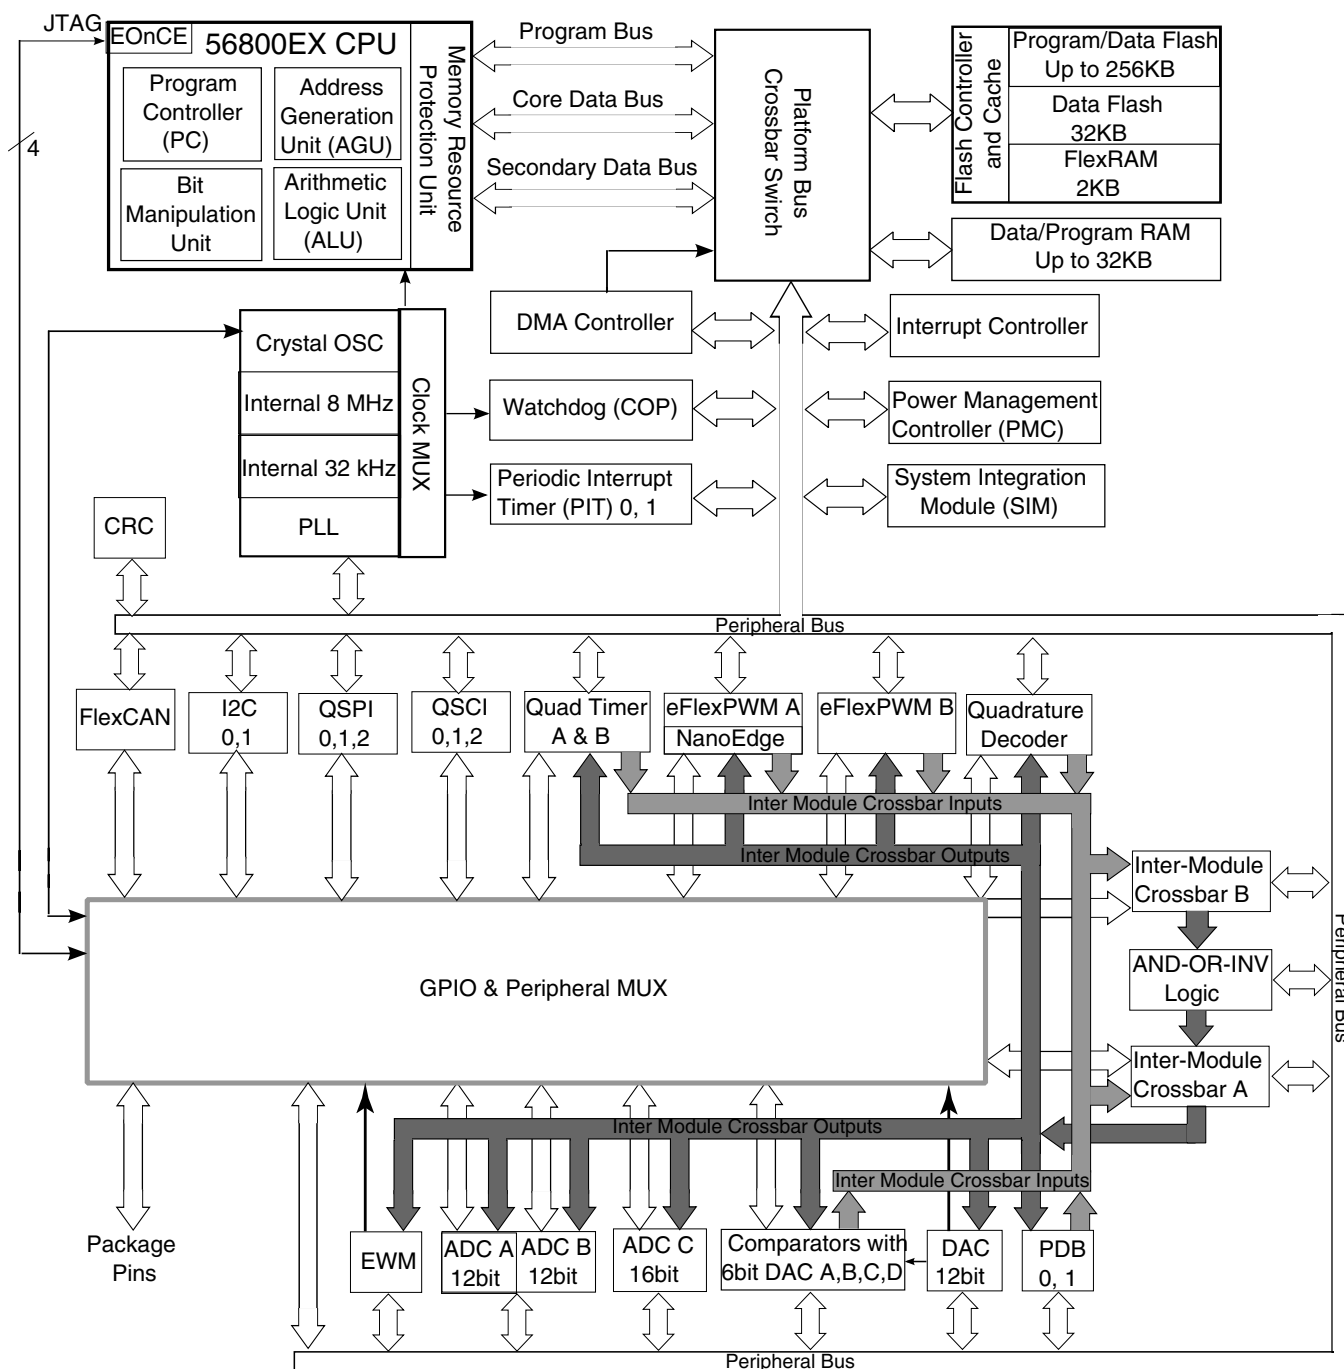 JTAG
EOnCE
56800EX CPU
Program
Controller
(PC)
Address
Generation
Unit (AGU)
Bit
Manipulation
Unit
Arithmetic
Logic Unit
(ALU)
Memory Resource
Protection Unit
4
Program Bus
Core Data Bus
Secondary Data Bus
Platform Bus
Crossbar Swirch
Flash Controller
and Cache
Program/Data Flash
Up to 256KB
Data Flash
32KB
FlexRAM
2KB
Data/Program RAM
Up to 32KB
Crystal OSC
Internal 8 MHz
Internal 32 kHz
PLL
Clock MUX
DMA Controller
Watchdog (COP)
Periodic Interrupt
Timer (PIT) 0, 1
Interrupt Controller
Power Management
Controller (PMC)
System Integration
Module (SIM)
CRC
Peripheral Bus
FlexCAN
I2C
0,1
QSPI
0,1,2
QSCI
0,1,2
Quad Timer
A & B
eFlexPWM A
NanoEdge
eFlexPWM B
Quadrature
Decoder
Inter Module Crossbar Inputs
Inter Module Crossbar Outputs
Inter-Module
Crossbar B
AND-OR-INV
Logic
Inter-Module
Crossbar A
Peripheral Bus
GPIO & Peripheral MUX
Inter Module Crossbar Outputs
Inter Module Crossbar Inputs
Package
Pins
EWM
ADC A
12bit
ADC B
12bit
ADC C
16bit
Comparators with
6bit DAC A,B,C,D
DAC
12bit
PDB
0, 1
Peripheral Bus